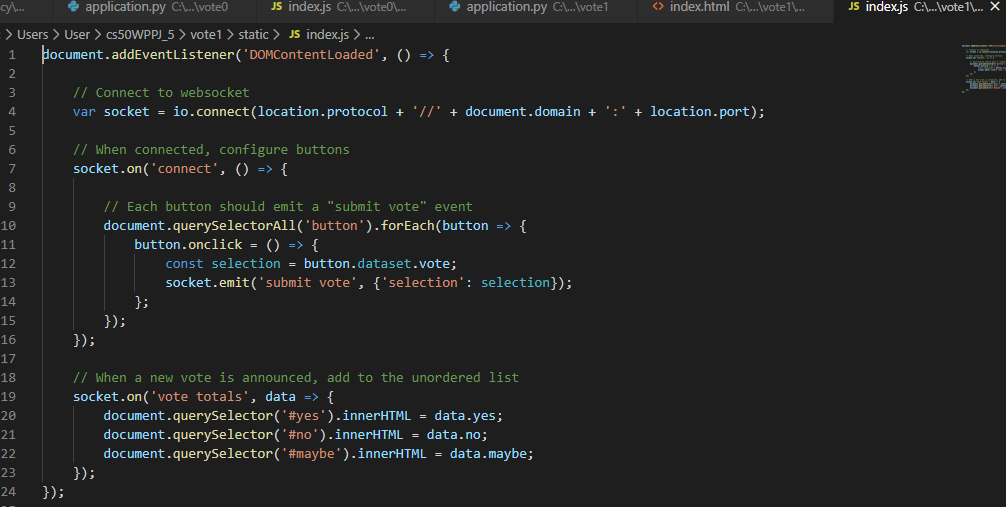 cy\... application.py C:\...\vote0 JS index.js C:\...\vote0\... application.py C:\...\vote1 <> index.html C:\...\vote1\... JS index.js C:\...\vote1\... ×
> Users > User > cs50WPPJ_5 > vote1 > static > JS index.js > ...
1 document.addEventListener('DOMContentLoaded', () => {
2
3 // Connect to websocket
4 var socket = io.connect(location.protocol + '//' + document.domain + ':' + location.port);
5
6 // When connected, configure buttons
7 socket.on('connect', () => {
8
9 // Each button should emit a "submit vote" event
10 document.querySelectorAll('button').forEach(button => {
11 button.onclick = () => {
12 const selection = button.dataset.vote;
13 socket.emit('submit vote', {'selection': selection});
14 };
15 });
16 });
17
18 // When a new vote is announced, add to the unordered list
19 socket.on('vote totals', data => {
20 document.querySelector('#yes').innerHTML = data.yes;
21 document.querySelector('#no').innerHTML = data.no;
22 document.querySelector('#maybe').innerHTML = data.maybe;
23 });
24 });